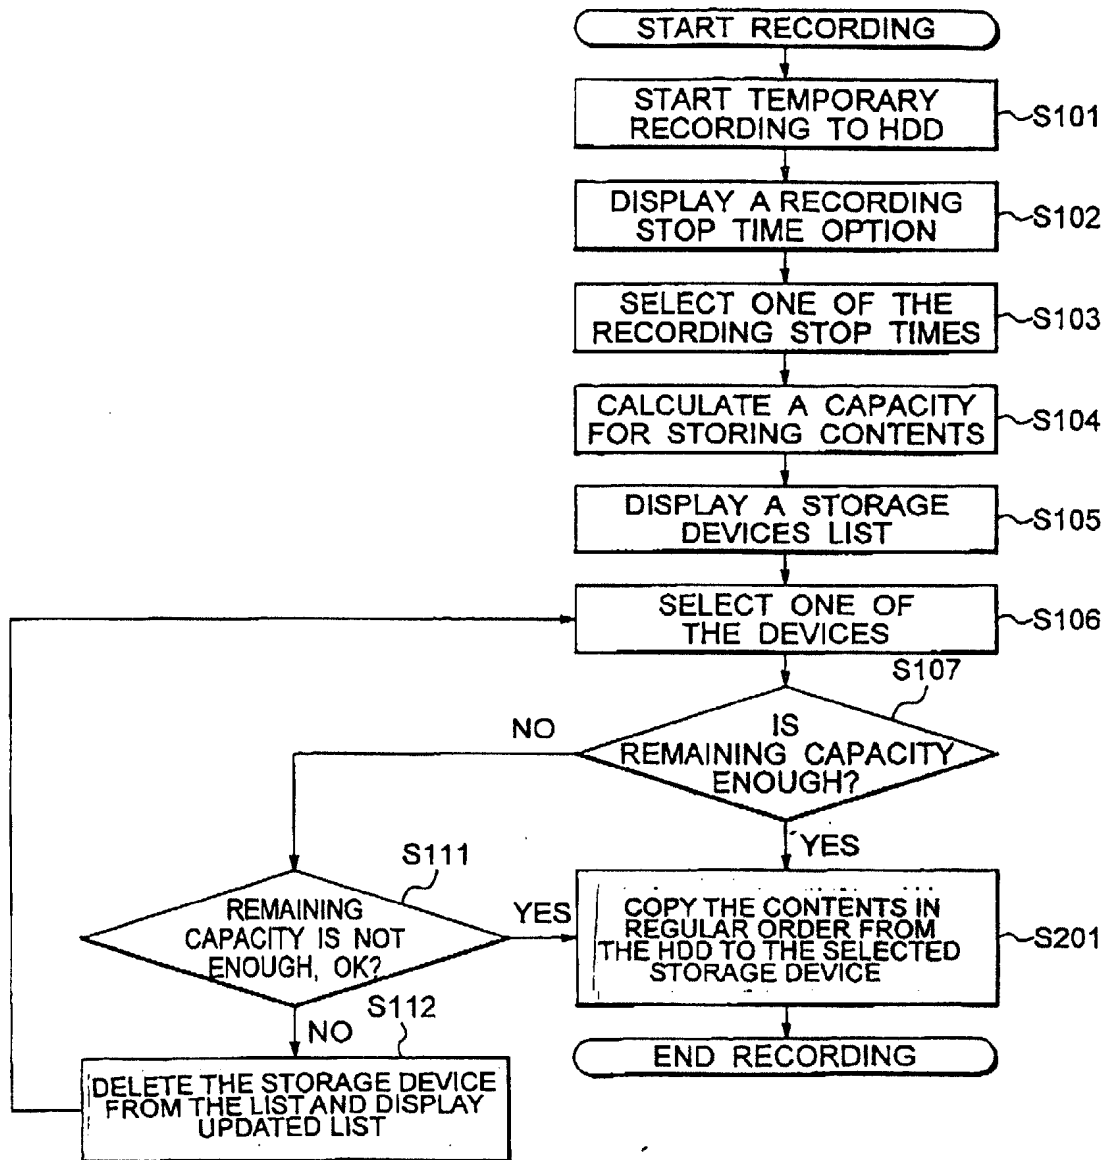 START RECORDING
START TEMPORARY
RECORDING TO HDD
S101
DISPLAY A RECORDING
STOP TIME OPTION
S102
SELECT ONE OF THE
RECORDING STOP TIMES
S103
CALCULATE A CAPACITY
FOR STORING CONTENTS
S104
DISPLAY A STORAGE
DEVICES LIST
S105
SELECT ONE OF
THE DEVICES
S106
S107
IS
REMAINING CAPACITY
ENOUGH?
NO
YES
S111
REMAINING
CAPACITY IS NOT
ENOUGH, OK?
YES
NO
COPY THE CONTENTS IN
REGULAR ORDER FROM
THE HDD TO THE SELECTED
STORAGE DEVICE
S201
S112
DELETE THE STORAGE DEVICE
FROM THE LIST AND DISPLAY
UPDATED LIST
END RECORDING